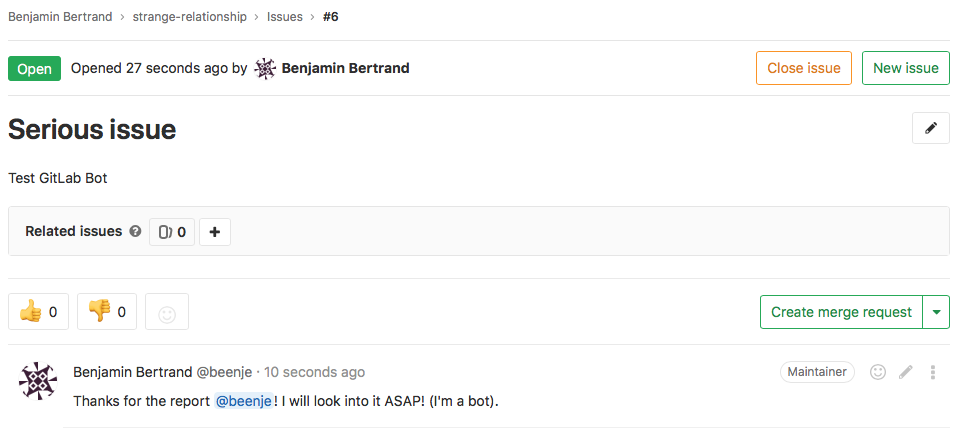 Benjamin Bertrand › strange-relationship › Issues › #6
Open Opened 27 seconds ago by Benjamin Bertrand Close issue New issue
Serious issue
Test GitLab Bot
Related issues ? 0 +
0 0 Create merge request
Benjamin Bertrand @beenje · 10 seconds ago Maintainer
Thanks for the report @beenje! I will look into it ASAP! (I'm a bot).